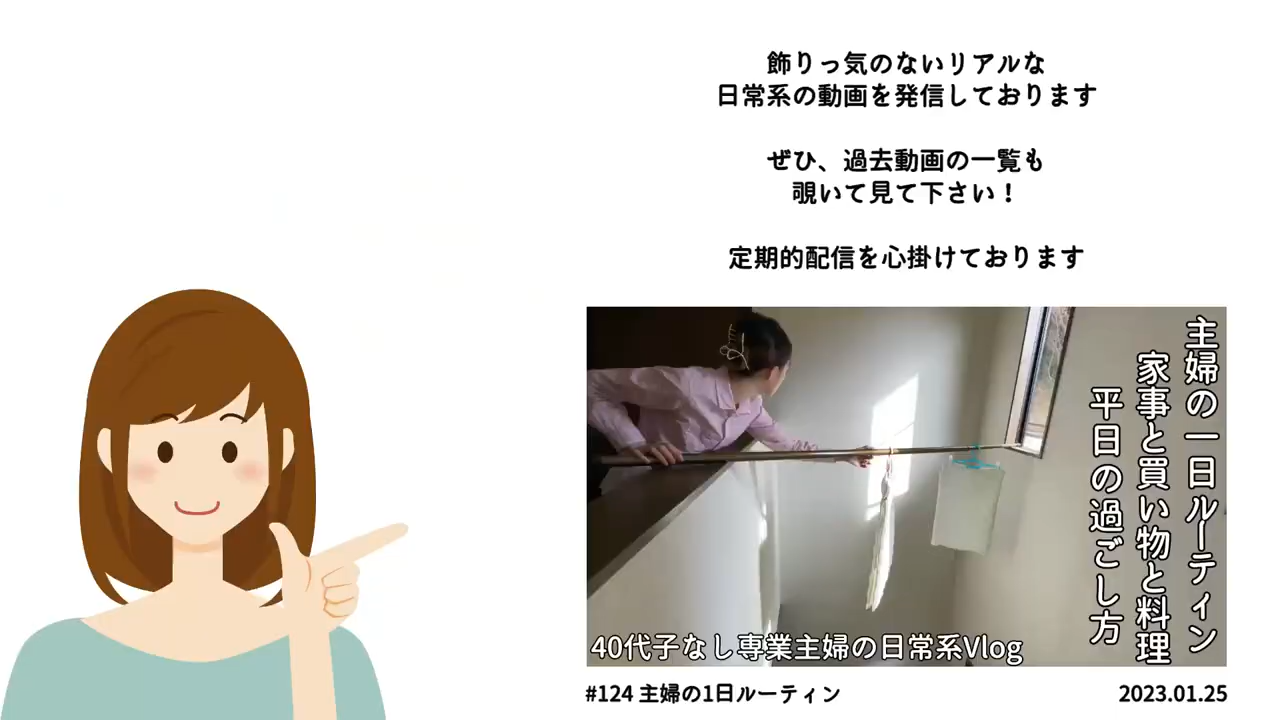 飾りっ気のないリアルな
日常系の動画を発信しております
ぜひ、過去動画の一覧も
覗いて見て下さい！
定期的配信を心掛けております
主婦の一日ルーティン
家事と買い物と料理
平日の過ごし方
40代子なし専業主婦の日常系Vlog
#124 主婦の1日ルーティン
2023.01.25